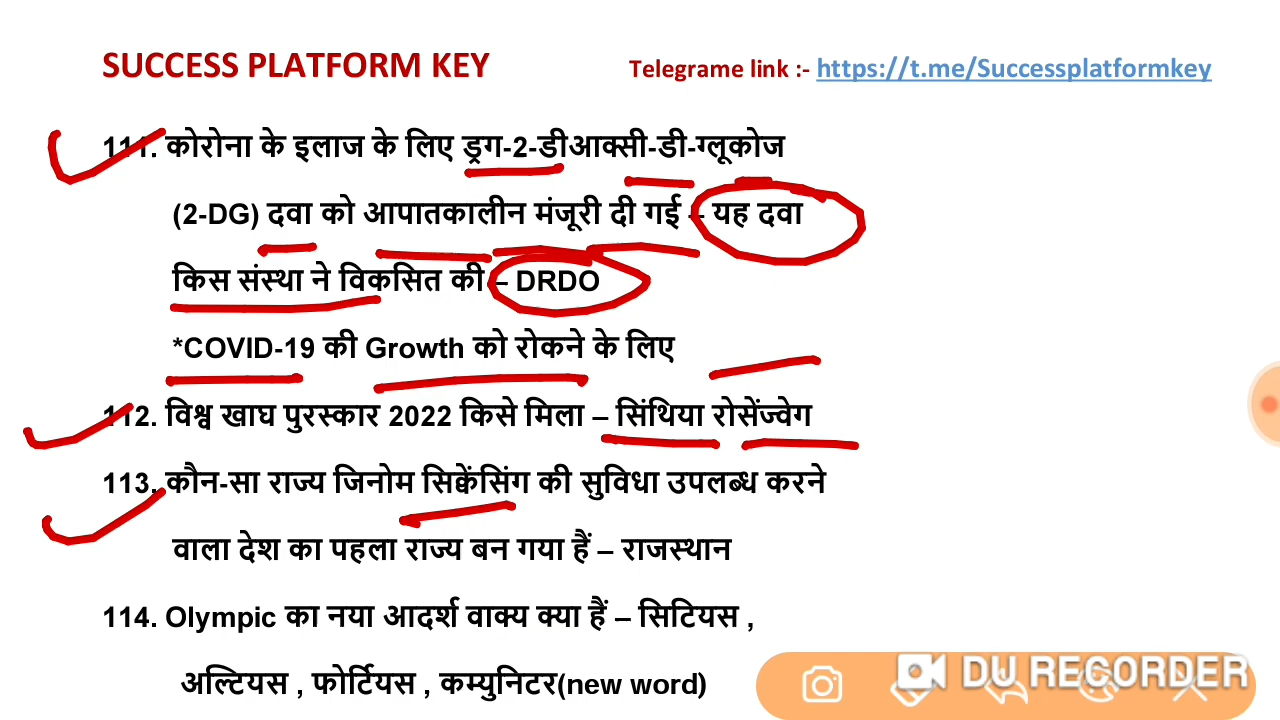 SUCCESS PLATFORM KEY Telegrame link :- https://t.me/Successplatformkey
111. कोरोना के इलाज के लिए ड्रग-2-डीआक्सी-डी-ग्लूकोज
(2-DG) दवा को आपातकालीन मंजूरी दी गई – यह दवा
किस संस्था ने विकसित की – DRDO
*COVID-19 की Growth को रोकने के लिए
112. विश्व खाघ पुरस्कार 2022 किसे मिला – सिंथिया रोसेंज्वेग
113. कौन-सा राज्य जिनोम सिक्वेंसिंग की सुविधा उपलब्ध करने
वाला देश का पहला राज्य बन गया हैं – राजस्थान
114. Olympic का नया आदर्श वाक्य क्या हैं – सिटियस ,
अल्टियस , फोर्टियस , कम्युनिटर(new word)
DU RECORDER